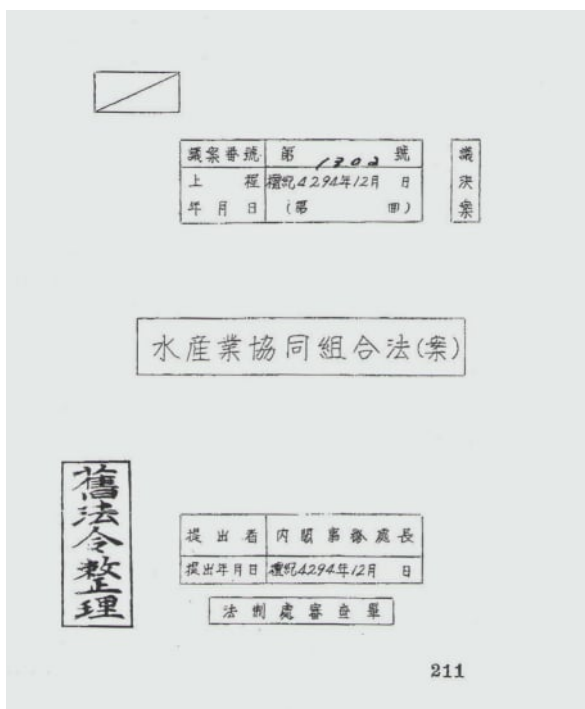 議案番號 第 1302 號
上程 檀紀4294年12月 日
年月日 (第 回)
議決案
水産業協同組合法(案)
舊法令整理
提出者 内閣事務處長
提出年月日 檀紀4294年12月 日
法制處審査畢
211